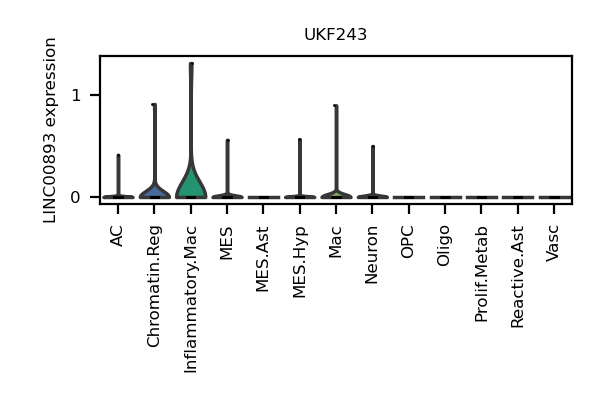 UKF243
LINC00893 expression
1
0
AC
Chromatin.Reg
Inflammatory.Mac
MES
MES.Ast
MES.Hyp
Mac
Neuron
OPC
Oligo
Prolif.Metab
Reactive.Ast
Vasc